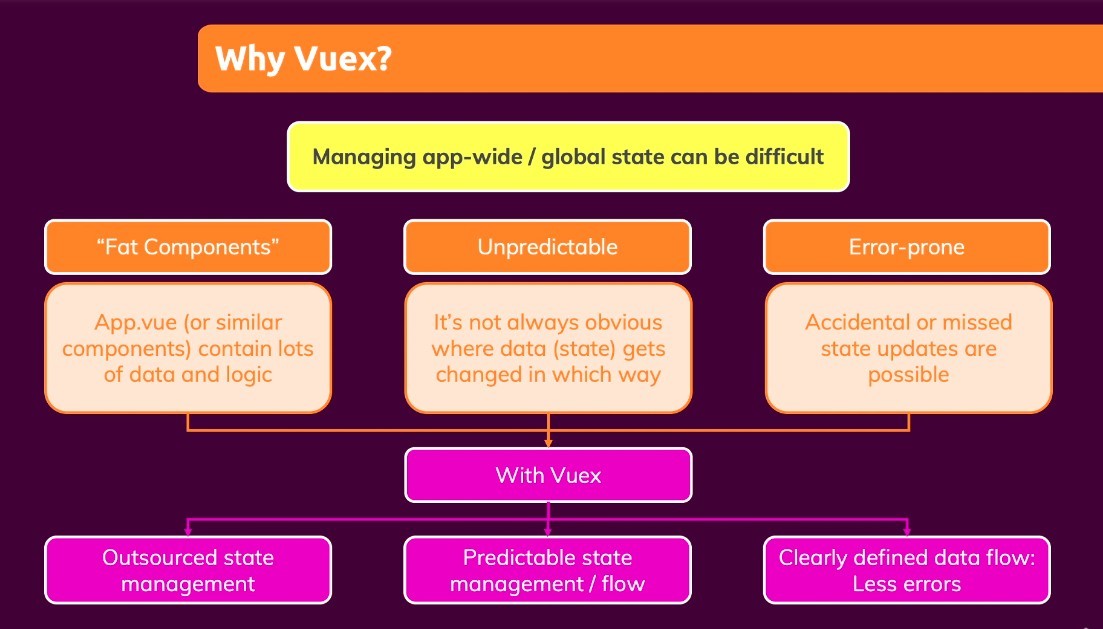 Why Vuex?
Managing app-wide / global state can be difficult
“Fat Components”
App.vue (or similar
components) contain lots
of data and logic
Unpredictable
It’s not always obvious
where data (state) gets
changed in which way
Error-prone
Accidental or missed
state updates are
possible
With Vuex
Outsourced state
management
Predictable state
management / flow
Clearly defined data flow:
Less errors